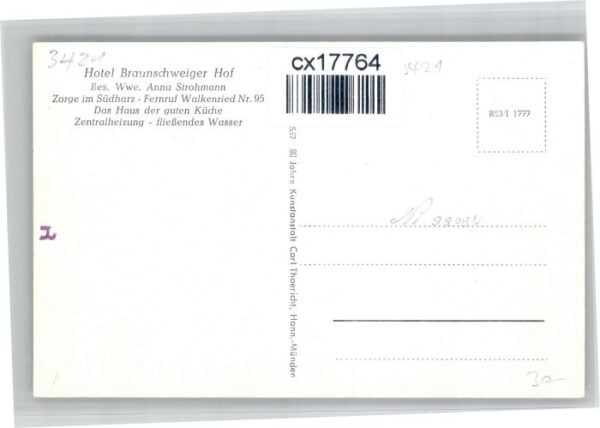 3421
Hotel Braunschweiger Hof
Bes. Wwe. Anna Strohmann
Zorge im Südharz · Fernruf Walkenried Nr. 95
Das Haus der guten Küche
Zentralheizung - fließendes Wasser
cx17764
3421
853/1 1777
80 Jahre Kunstanstalt Carl Thoericht, Hann.-Münden
30-